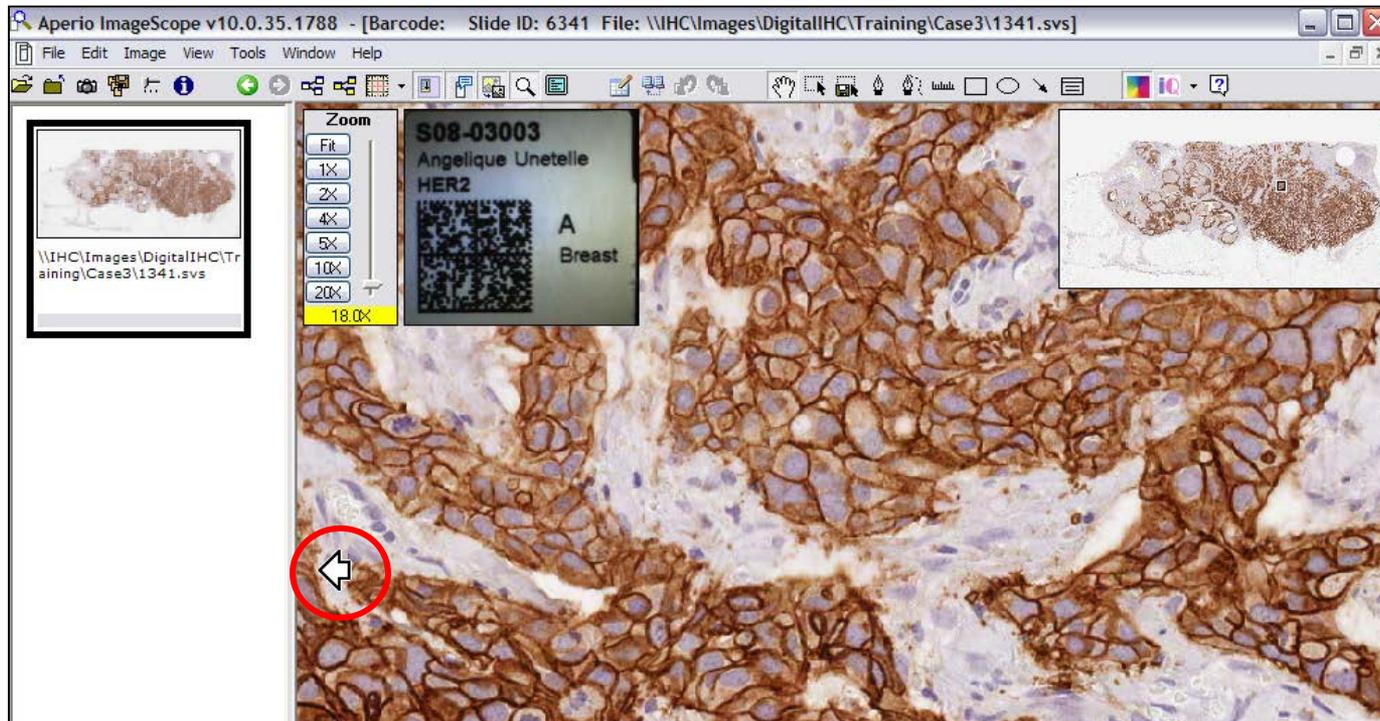 Aperio ImageScope v10.0.35.1788 - [Barcode: Slide ID: 6341 File: \\IHC\Images\DigitalIHC\Training\Case3\1341.svs]
File Edit Image View Tools Window Help
\\IHC\Images\DigitalIHC\Tr
aining\Case3\1341.svs
Zoom
Fit
1X
2X
4X
5X
10X
20X
18.0X
S08-03003
Angelique Unetelle
HER2
A
Breast
iQ